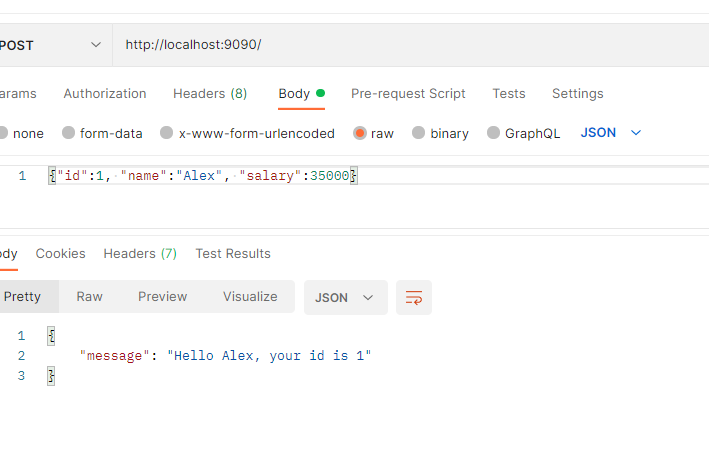 POST http://localhost:9090/
arams Authorization Headers (8) Body Pre-request Script Tests Settings
none form-data x-www-form-urlencoded raw binary GraphQL JSON
1 {"id":1, "name":"Alex", "salary":35000}
ody Cookies Headers (7) Test Results
Pretty Raw Preview Visualize JSON
1 {
2 "message": "Hello Alex, your id is 1"
3 }